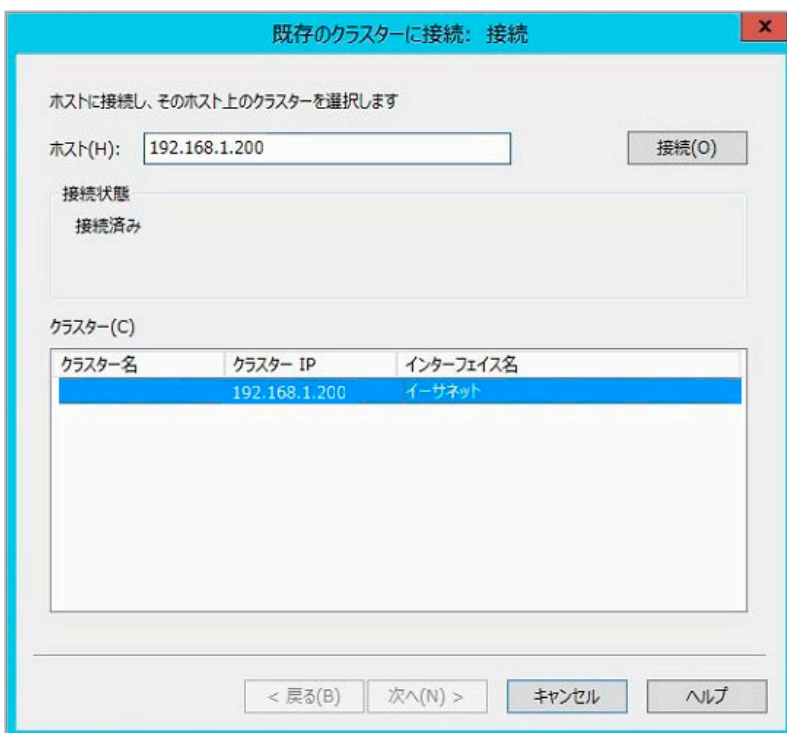 既存のクラスターに接続: 接続
x
ホストに接続し、そのホスト上のクラスターを選択します
ホスト(H): 192.168.1.200 接続(O)
接続状態
接続済み
クラスター(C)
クラスター名 クラスター IP インターフェイス名
192.168.1.200 イーサネット
< 戻る(B) 次へ(N) > キャンセル ヘルプ